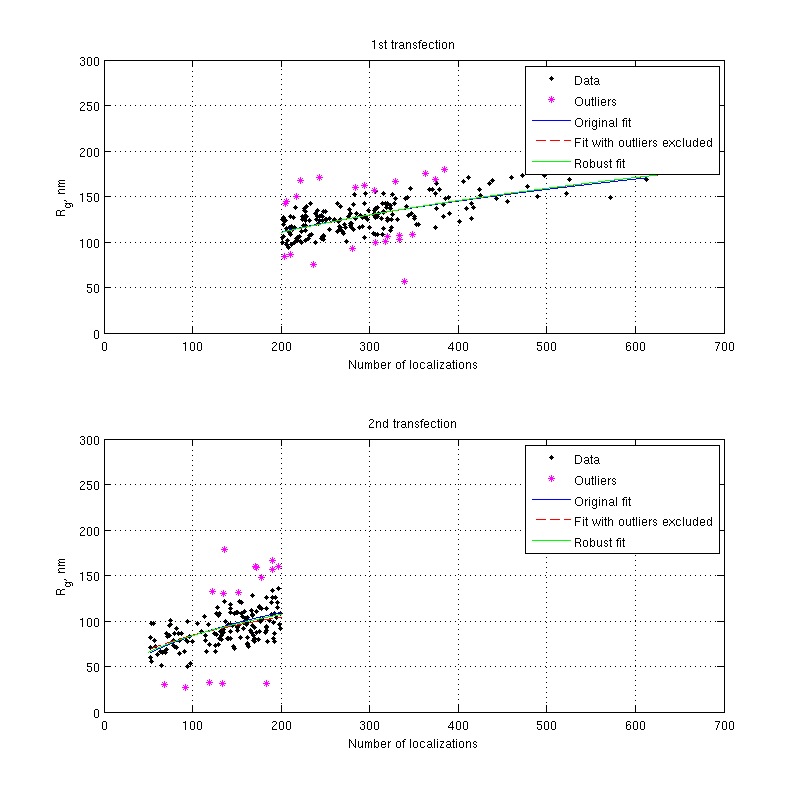 1st transfection
300
250
200
150
100
50
0
Rg, nm
Data
Outliers
Original fit
Fit with outliers excluded
Robust fit
0 100 200 300 400 500 600 700
Number of localizations
2nd transfection
300
250
200
150
100
50
0
Rg, nm
Data
Outliers
Original fit
Fit with outliers excluded
Robust fit
0 100 200 300 400 500 600 700
Number of localizations